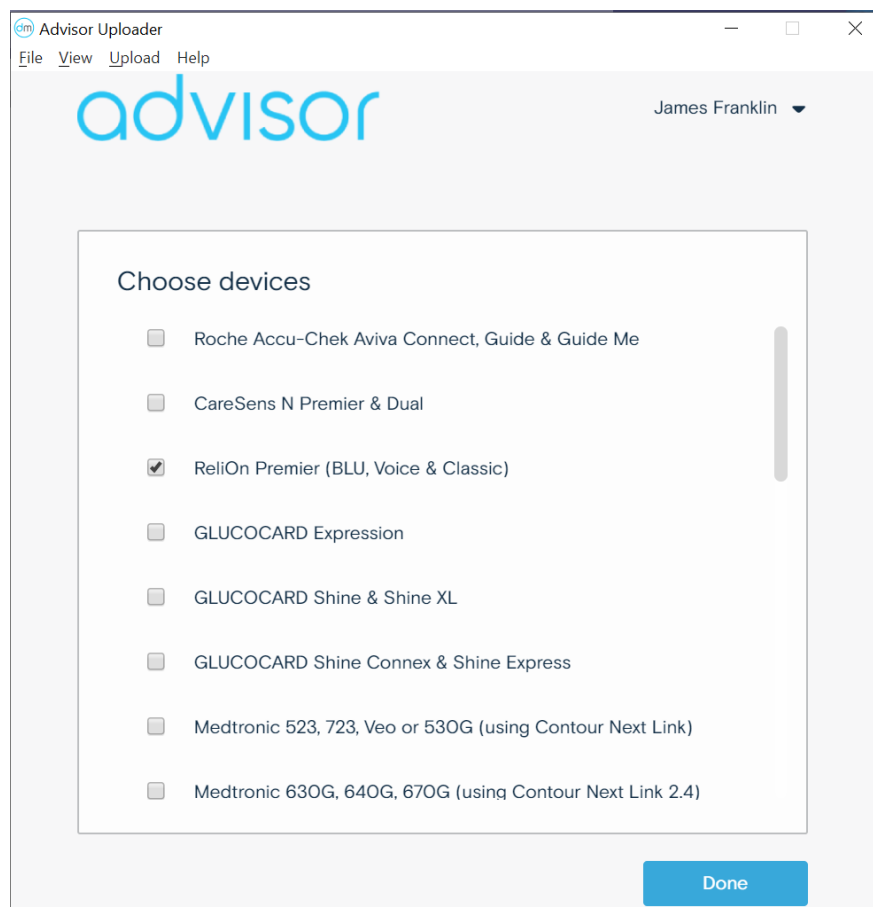 dm Advisor Uploader
File View Upload Help
advisor
James Franklin
Choose devices
Roche Accu-Chek Aviva Connect, Guide & Guide Me
CareSens N Premier & Dual
ReliOn Premier (BLU, Voice & Classic)
GLUCOCARD Expression
GLUCOCARD Shine & Shine XL
GLUCOCARD Shine Connex & Shine Express
Medtronic 523, 723, Veo or 530G (using Contour Next Link)
Medtronic 630G, 640G, 670G (using Contour Next Link 2.4)
Done